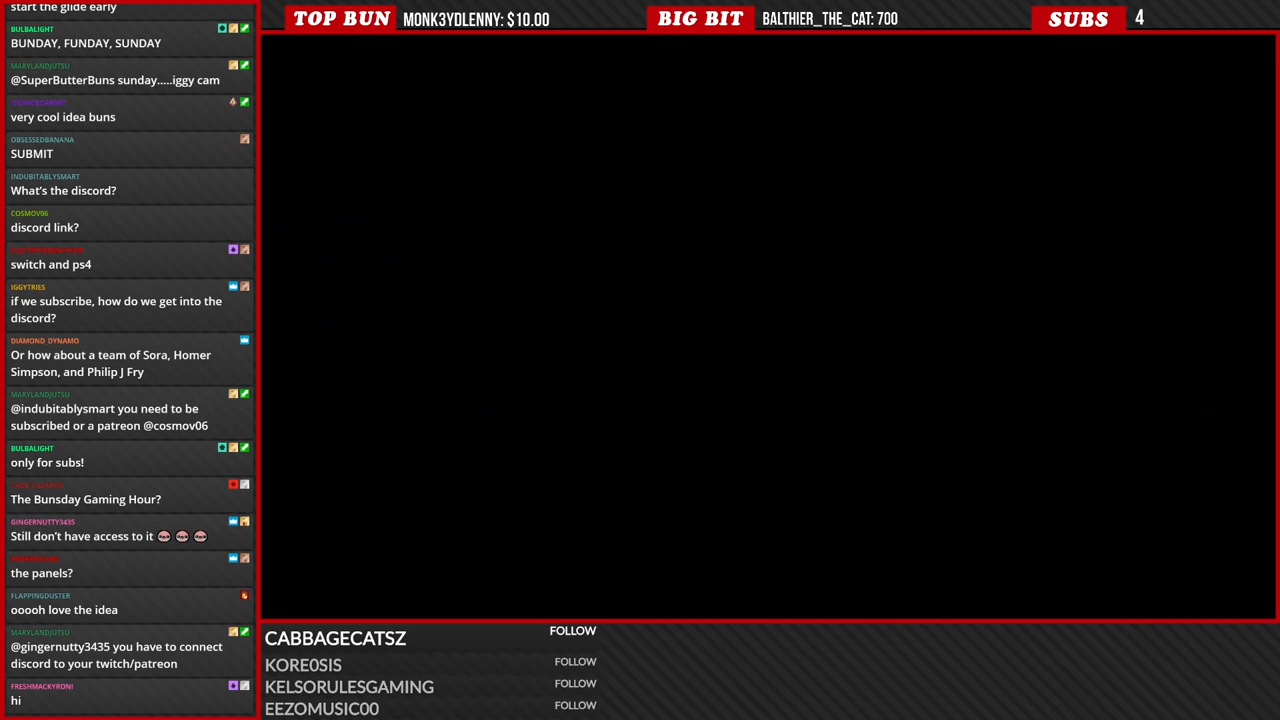 TOP BUN MONK3YDLENNY: $10.00 BIG BIT BALTHIER_THE_CAT: 700 SUBS 4
start the glide early
BULBALIGHT
BUNDAY, FUNDAY, SUNDAY
MARYLANDJUTSU
@SuperButterBuns sunday.....iggy cam
very cool idea buns
OBSESSEDBANANA
SUBMIT
INDUBITABLYSMART
What's the discord?
COSMOV06
discord link?
switch and ps4
IGGYTRIES
if we subscribe, how do we get into the
discord?
DIAMOND_DYNAMO
Or how about a team of Sora, Homer
Simpson, and Philip J Fry
MARYLANDJUTSU
@indubitablysmart you need to be
subscribed or a patreon @cosmov06
BULBALIGHT
only for subs!
The Bunsday Gaming Hour?
GINGERNUTTY3435
Still don't have access to it
the panels?
FLAPPINGDUSTER
ooooh love the idea
MARYLANDJUTSU
@gingernutty3435 you have to connect
discord to your twitch/patreon
FRESHMACKYRONI
hi
CABBAGECATSZ FOLLOW
KORE0SIS FOLLOW
KELSORULESGAMING FOLLOW
EEZOMUSIC00 FOLLOW